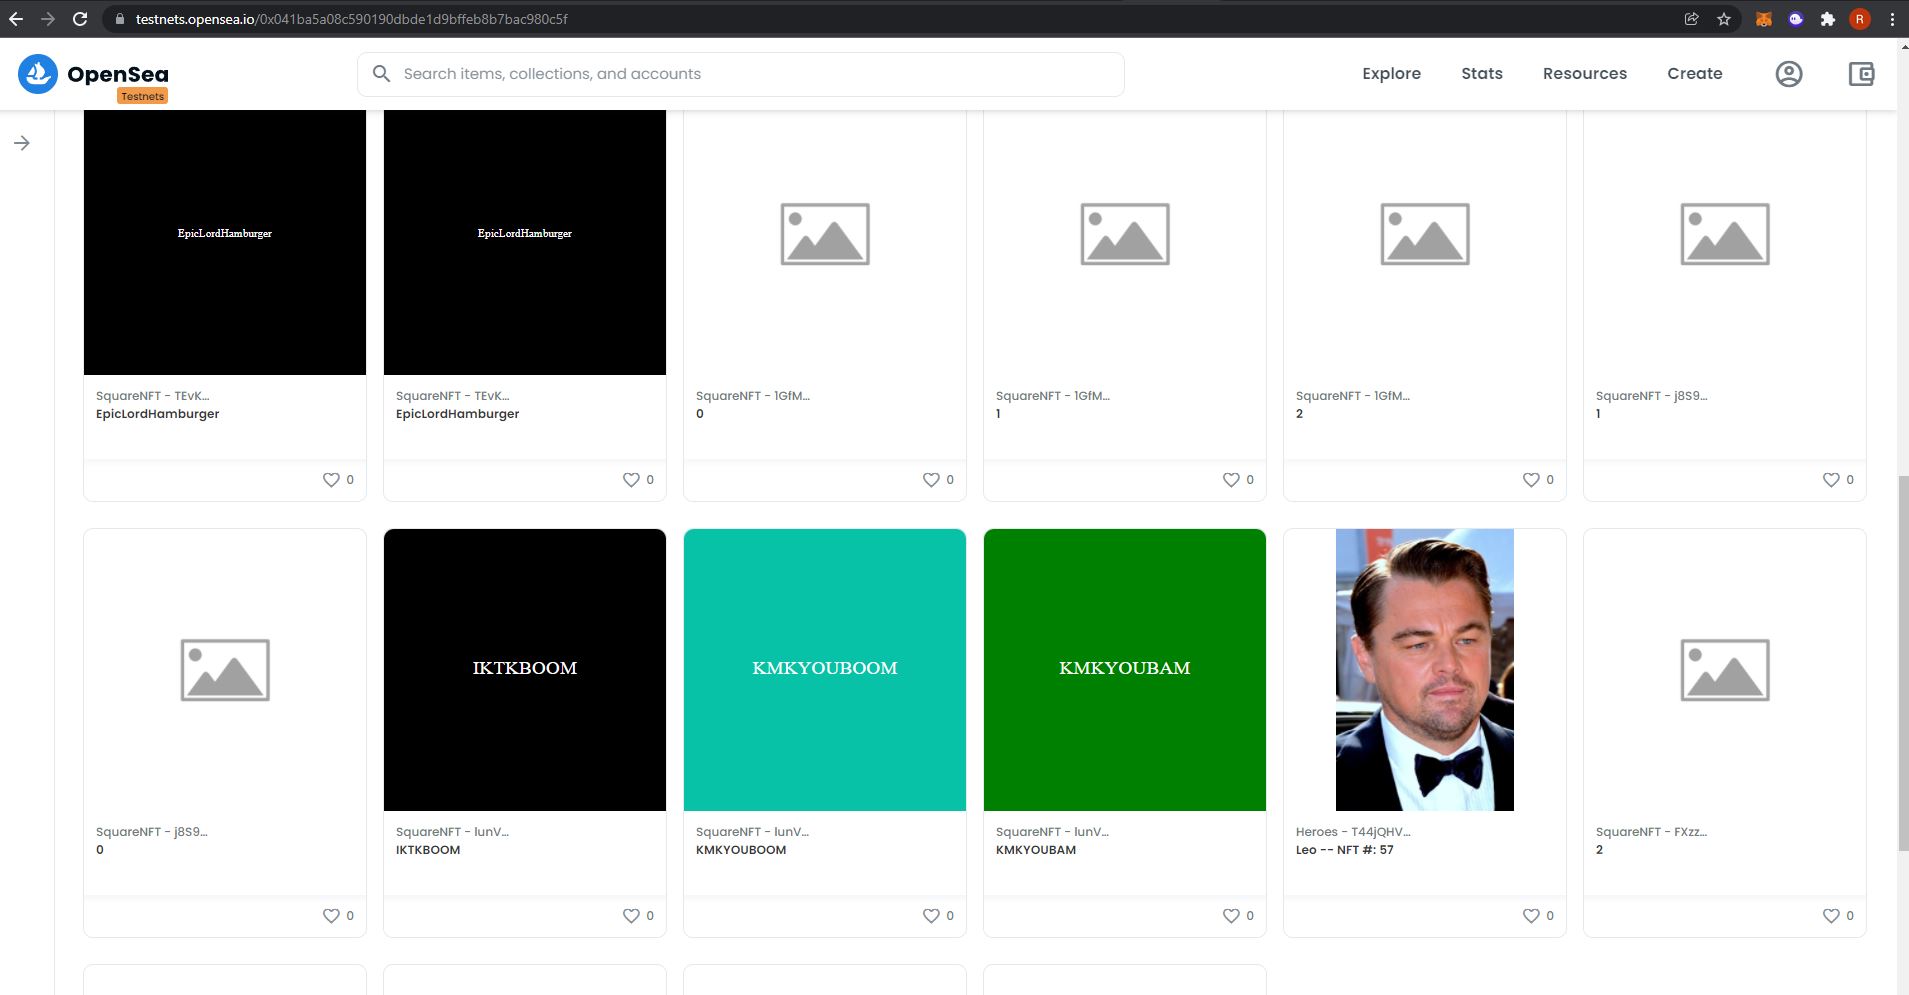 testnets.opensea.io/0x041ba5a08c590190dbde1d9bffeb8b7bac980c5f
R
OpenSea
Testnets
Search items, collections, and accounts
Explore
Stats
Resources
Create
EpicLordHamburger
EpicLordHamburger
SquareNFT - TEvK...
EpicLordHamburger
0
SquareNFT - TEvK...
EpicLordHamburger
0
SquareNFT - 1GfM...
0
0
SquareNFT - 1GfM...
1
0
SquareNFT - 1GfM...
2
0
SquareNFT - j8S9...
1
0
SquareNFT - j8S9...
0
0
IKTKBOOM
SquareNFT - IunV...
IKTKBOOM
0
KMKYOUBOOM
SquareNFT - IunV...
KMKYOUBOOM
0
KMKYOUBAM
SquareNFT - IunV...
KMKYOUBAM
0
Heroes - T44jQHV...
Leo -- NFT #: 57
0
SquareNFT - FXzz...
2
0